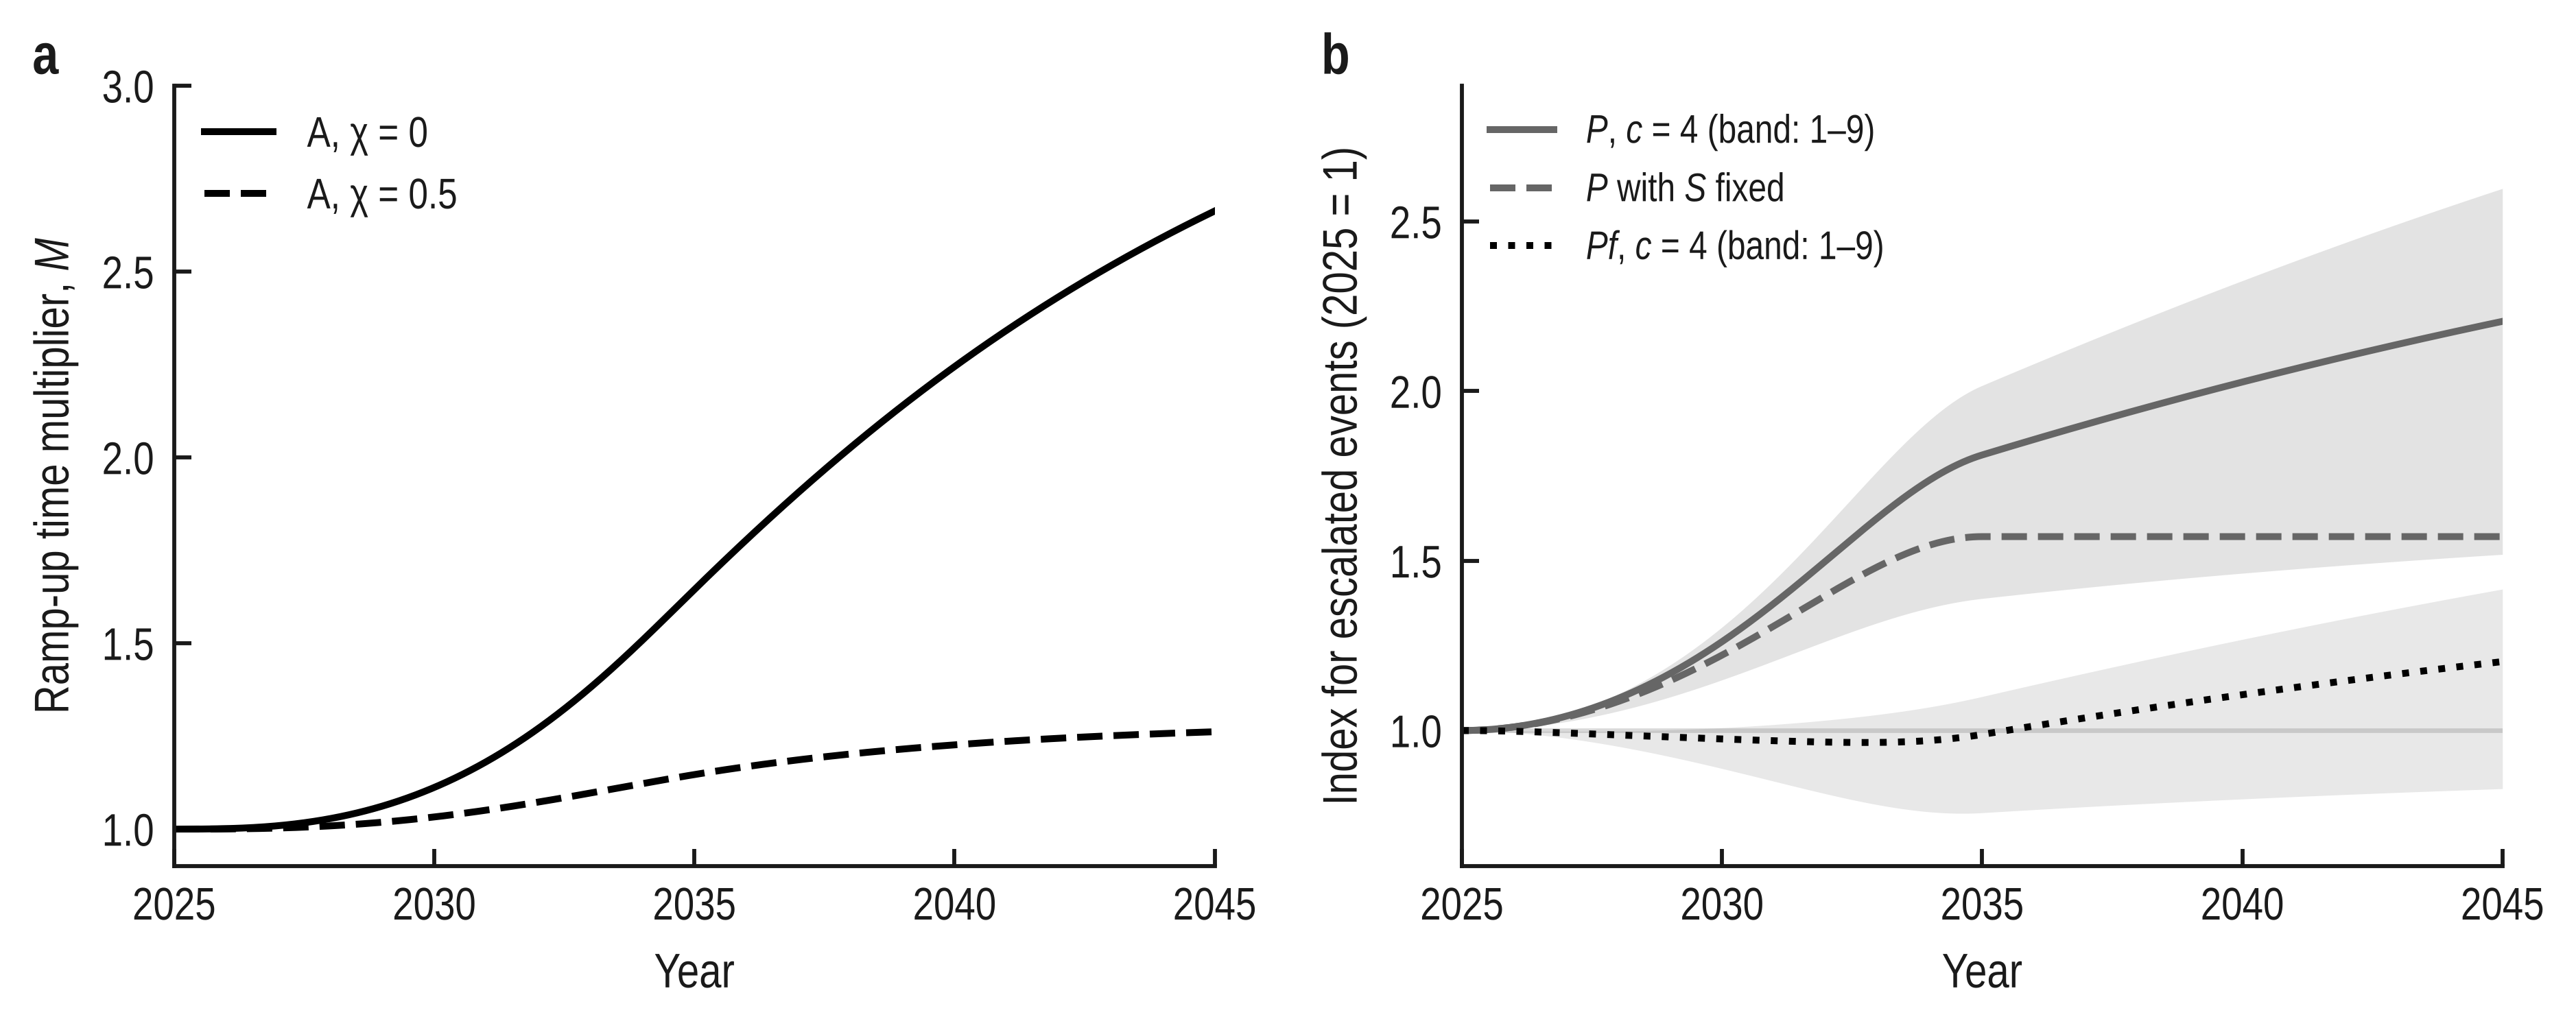 a
3.0
2.5
2.0
1.5
1.0
Ramp-up time multiplier, M
A, χ = 0
A, χ = 0.5
2025
2030
2035
2040
2045
Year
b
2.5
2.0
1.5
1.0
Index for escalated events (2025 = 1)
P, c = 4 (band: 1–9)
P with S fixed
Pf, c = 4 (band: 1–9)
2025
2030
2035
2040
2045
Year